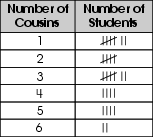 Number of Cousins Number of Students
1 𝍸 ||
2 𝍸
3 𝍸 ||
4 ||||
5 ||||
6 ||